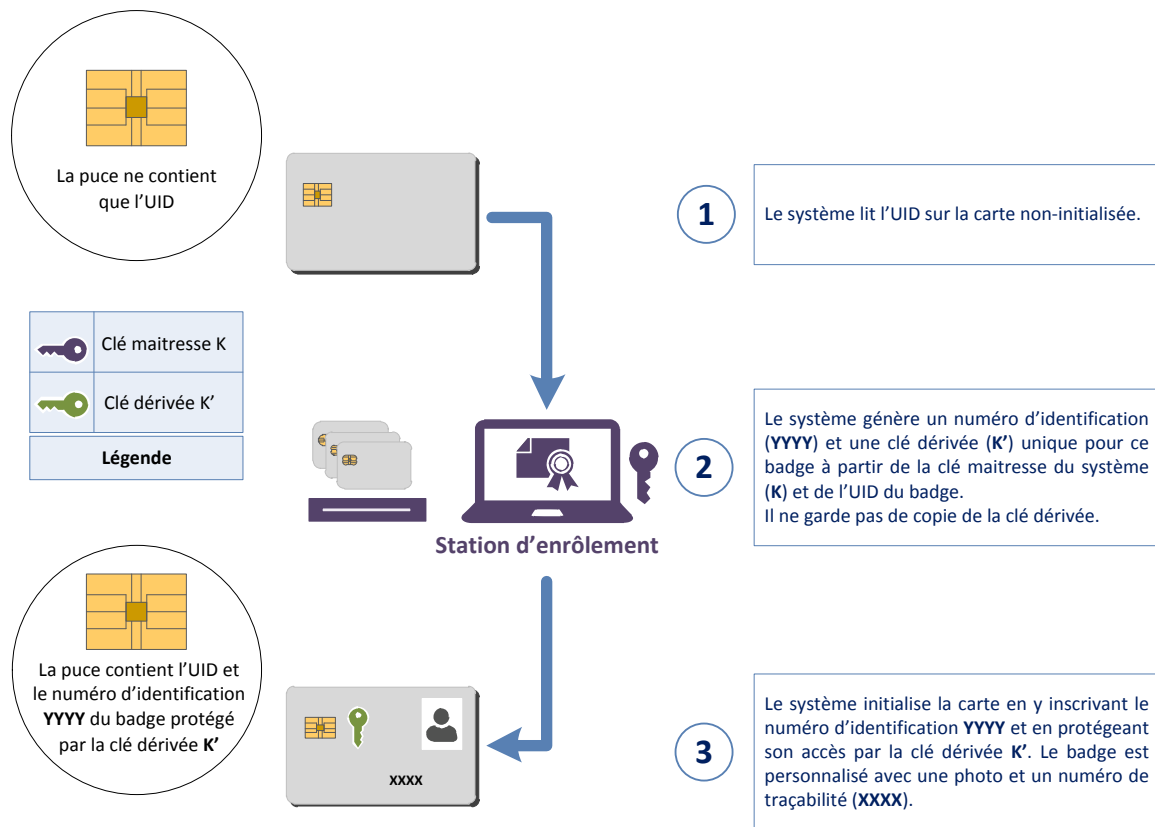 La puce ne contient
que l'UID
1
Le système lit l'UID sur la carte non-initialisée.
Clé maitresse K
Clé dérivée K'
Légende
Station d'enrôlement
2
Le système génère un numéro d'identification
(YYYY) et une clé dérivée (K') unique pour ce
badge à partir de la clé maitresse du système
(K) et de l'UID du badge.
Il ne garde pas de copie de la clé dérivée.
La puce contient l'UID et
le numéro d'identification
YYYY du badge protégé
par la clé dérivée K'
XXXX
3
Le système initialise la carte en y inscrivant le
numéro d'identification YYYY et en protégeant
son accès par la clé dérivée K'. Le badge est
personnalisé avec une photo et un numéro de
traçabilité (XXXX).